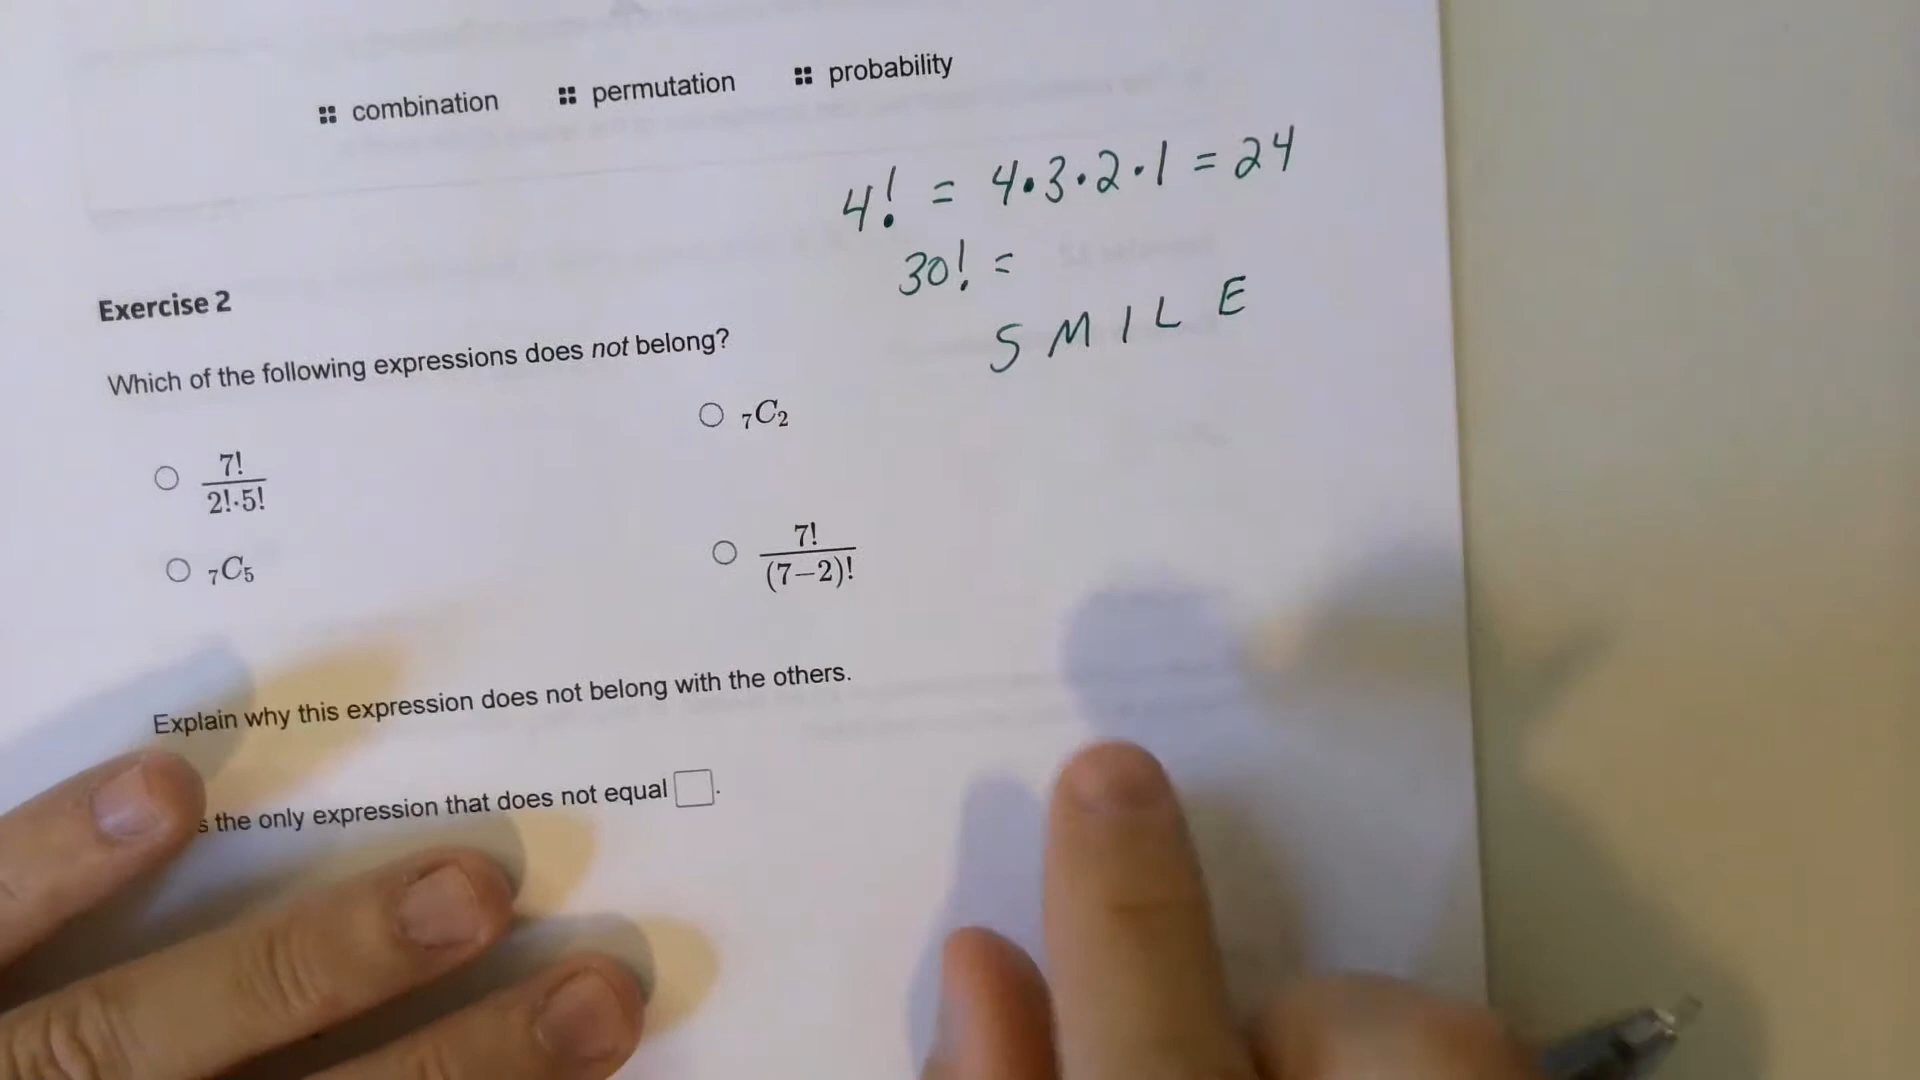 combination permutation probability
4! = 4·3·2·1 = 24
30! =
S M I L E
Exercise 2
Which of the following expressions does not belong?
7!/(2!·5!)
₇C₂
₇C₅
7!/(7−2)!
Explain why this expression does not belong with the others.
s the only expression that does not equal .